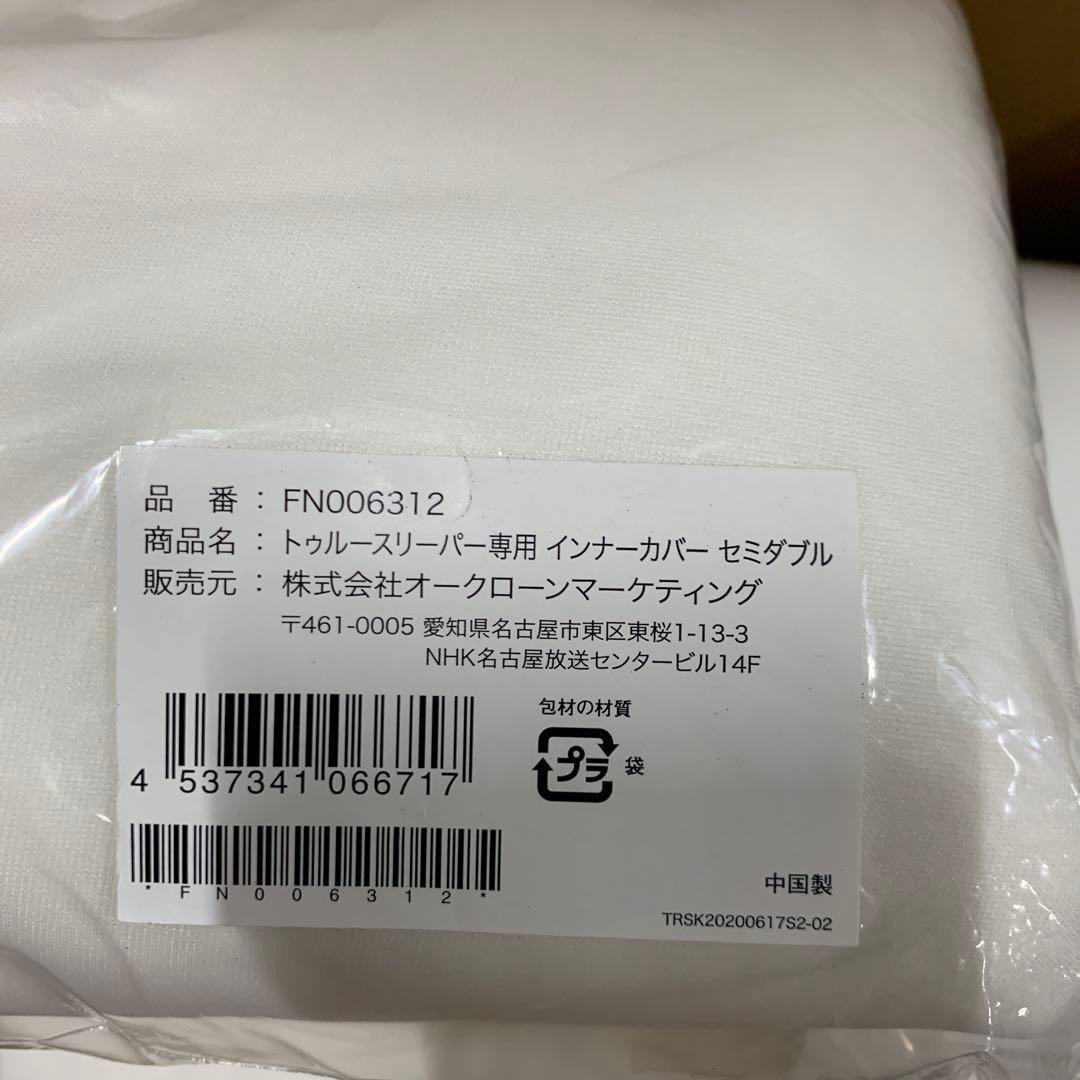 品　番 : FN006312
商品名 : トゥルースリーパー専用 インナーカバー セミダブル
販売元 : 株式会社オークローンマーケティング
〒461-0005 愛知県名古屋市東区東桜1-13-3
NHK名古屋放送センタービル14F
包材の材質
プラ 袋
4 537341 066717
*FN006312*
中国製
TRSK20200617S2-02